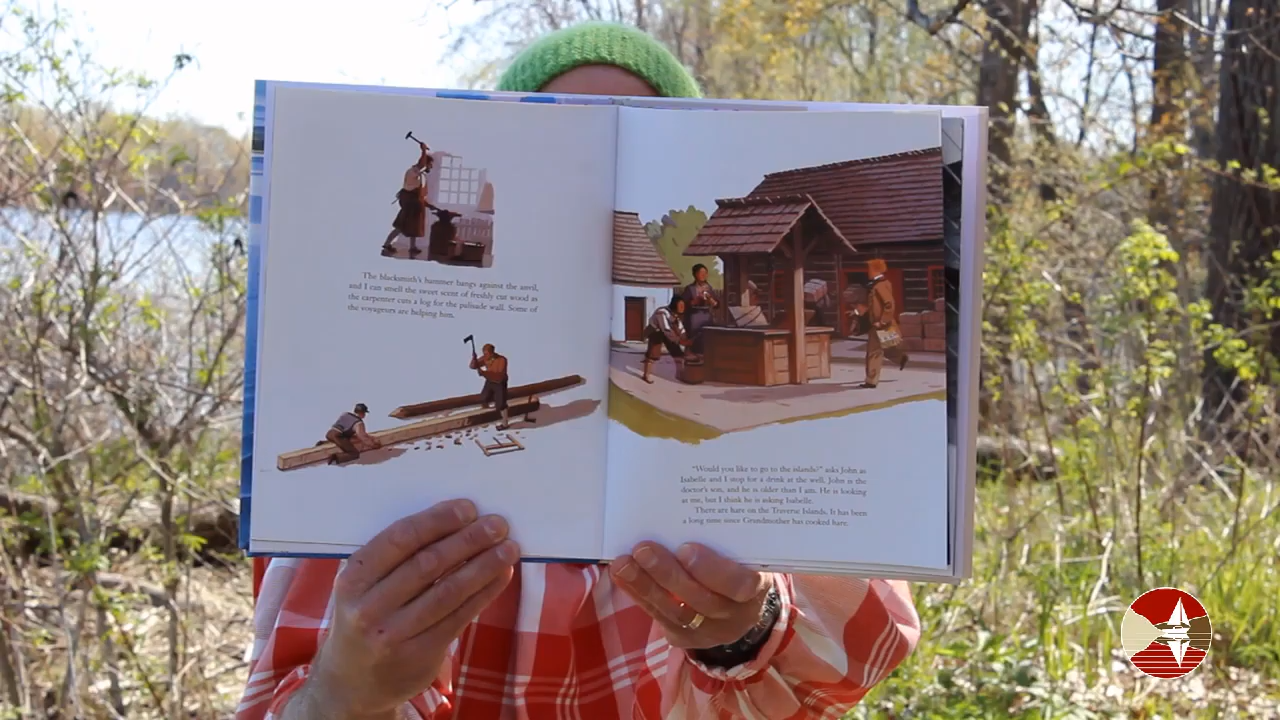 The blacksmith's hammer bangs against the anvil,
and I can smell the sweet scent of freshly cut wood as
the carpenter cuts a log for the palisade wall. Some of
the voyageurs are helping him.
"Would you like to go to the islands?" asks John as
Isabelle and I stop for a drink at the well. John is the
doctor's son, and he is older than I am. He is looking
at me, but I think he is asking Isabelle.
"There are hare on the Traverse Islands. It has been
a long time since Grandmother has cooked hare.